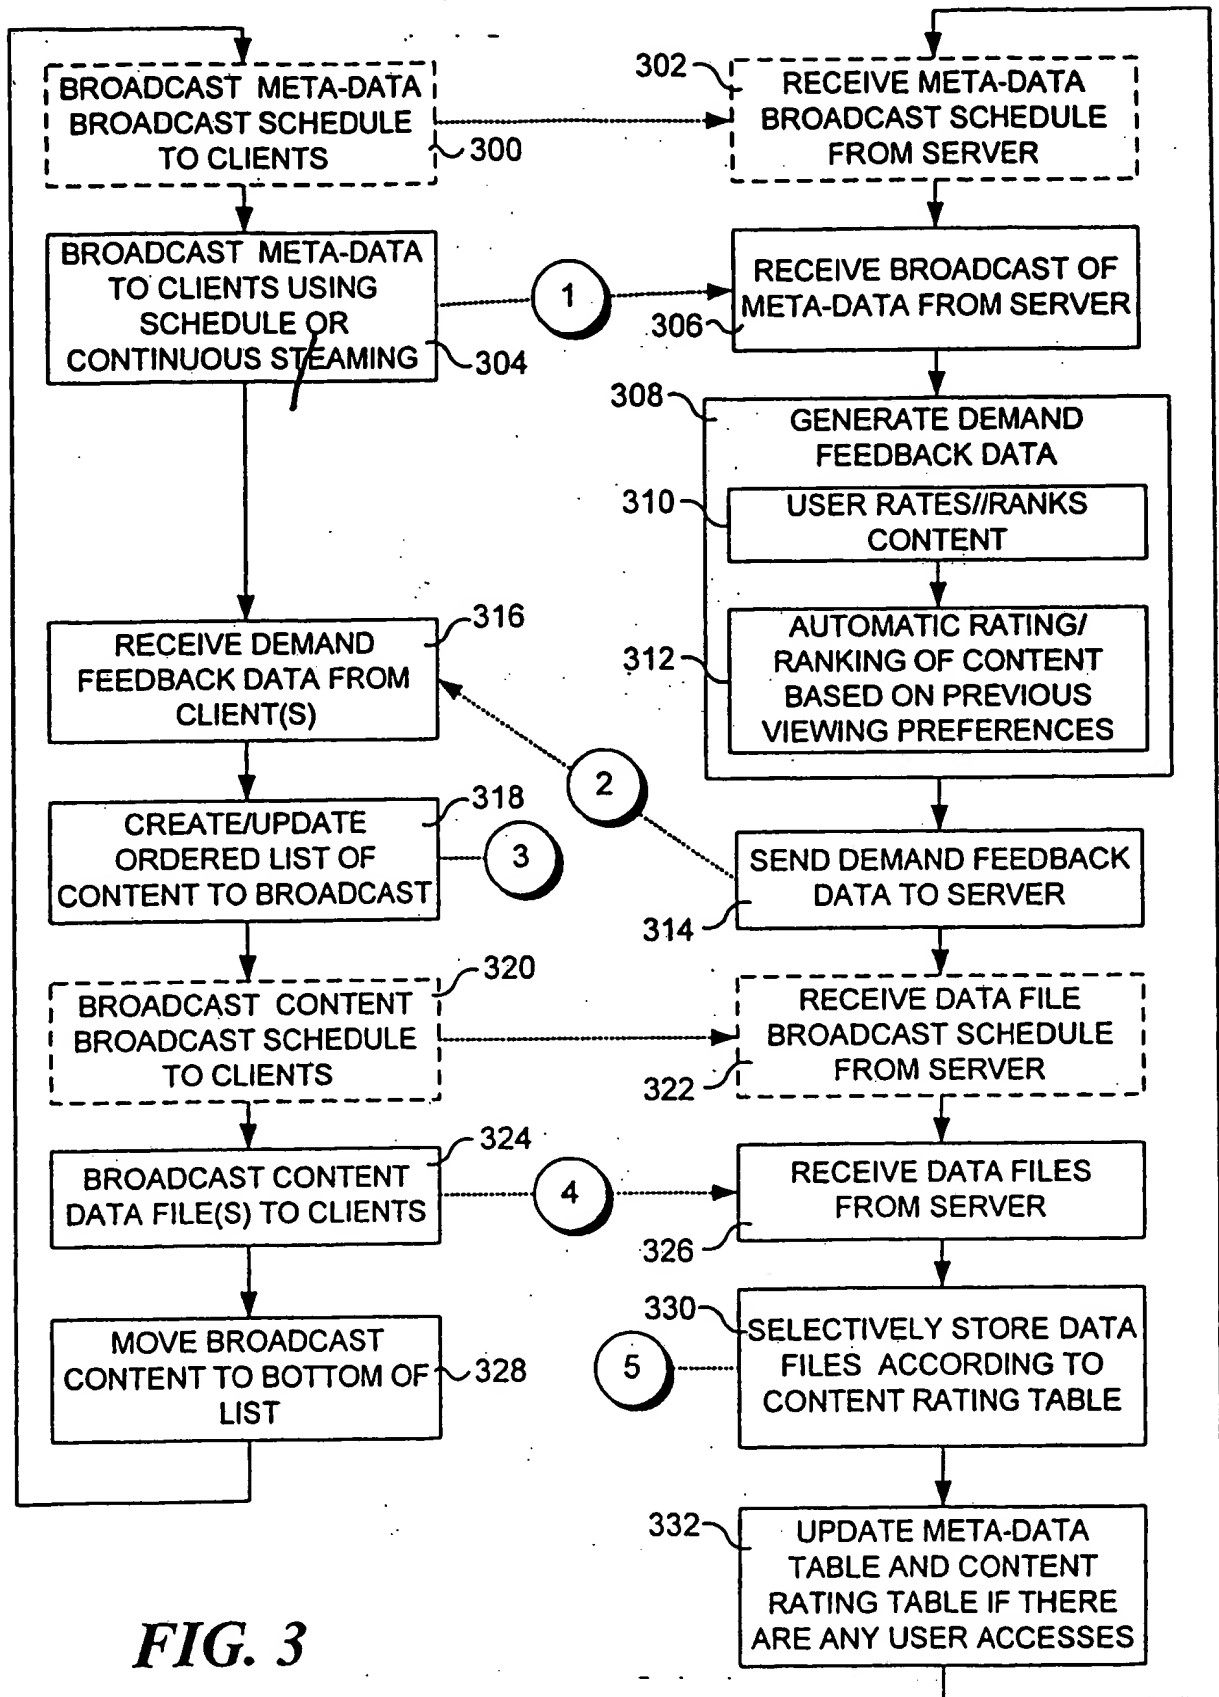 BROADCAST META-DATA
BROADCAST SCHEDULE
TO CLIENTS
300
302
RECEIVE META-DATA
BROADCAST SCHEDULE
FROM SERVER
BROADCAST META-DATA
TO CLIENTS USING
SCHEDULE OR
CONTINUOUS STEAMING
304
1
RECEIVE BROADCAST OF
META-DATA FROM SERVER
306
308
GENERATE DEMAND
FEEDBACK DATA
310
USER RATES//RANKS
CONTENT
312
AUTOMATIC RATING/
RANKING OF CONTENT
BASED ON PREVIOUS
VIEWING PREFERENCES
316
RECEIVE DEMAND
FEEDBACK DATA FROM
CLIENT(S)
2
318
CREATE/UPDATE
ORDERED LIST OF
CONTENT TO BROADCAST
3
SEND DEMAND FEEDBACK
DATA TO SERVER
314
320
BROADCAST CONTENT
BROADCAST SCHEDULE
TO CLIENTS
RECEIVE DATA FILE
BROADCAST SCHEDULE
FROM SERVER
322
324
BROADCAST CONTENT
DATA FILE(S) TO CLIENTS
4
RECEIVE DATA FILES
FROM SERVER
326
MOVE BROADCAST
CONTENT TO BOTTOM OF
LIST
328
330
SELECTIVELY STORE DATA
FILES ACCORDING TO
CONTENT RATING TABLE
5
332
UPDATE META-DATA
TABLE AND CONTENT
RATING TABLE IF THERE
ARE ANY USER ACCESSES
FIG. 3